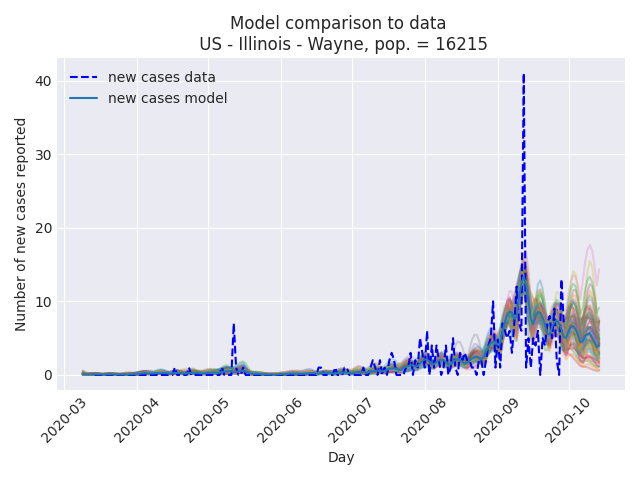 Model comparison to data
US - Illinois - Wayne, pop. = 16215
new cases data
new cases model
Number of new cases reported
40
30
20
10
0
2020-03
2020-04
2020-05
2020-06
2020-07
2020-08
2020-09
2020-10
Day